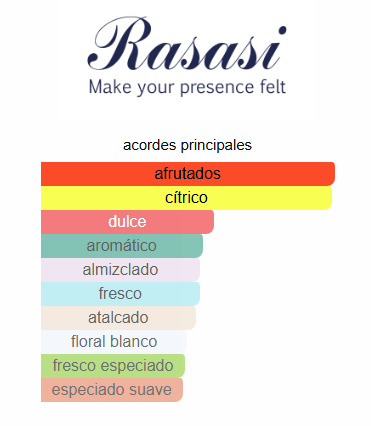 Rasasi
Make your presence felt
acordes principales
afrutados
cítrico
dulce
aromático
almizclado
fresco
atalcado
floral blanco
fresco especiado
especiado suave